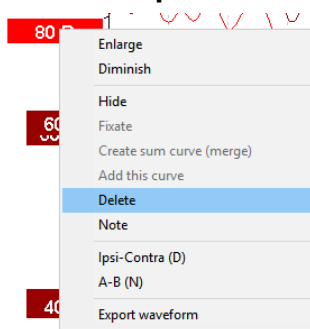 80
Enlarge
Diminish
Hide
60
Fixate
Create sum curve (merge)
Add this curve
Delete
Note
Ipsi-Contra (D)
A-B (N)
40
Export waveform